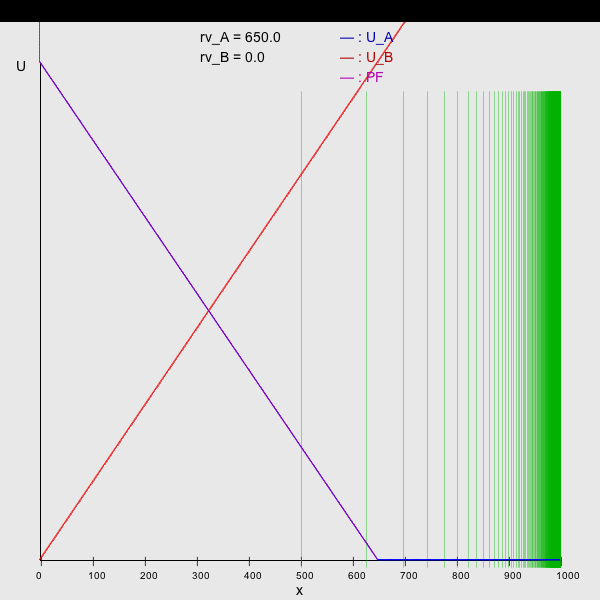 rv_A = 650.0 — : U_A
rv_B = 0.0 — : U_B
U
— : PF
0 100 200 300 400 500 600 700 800 900 1000
x